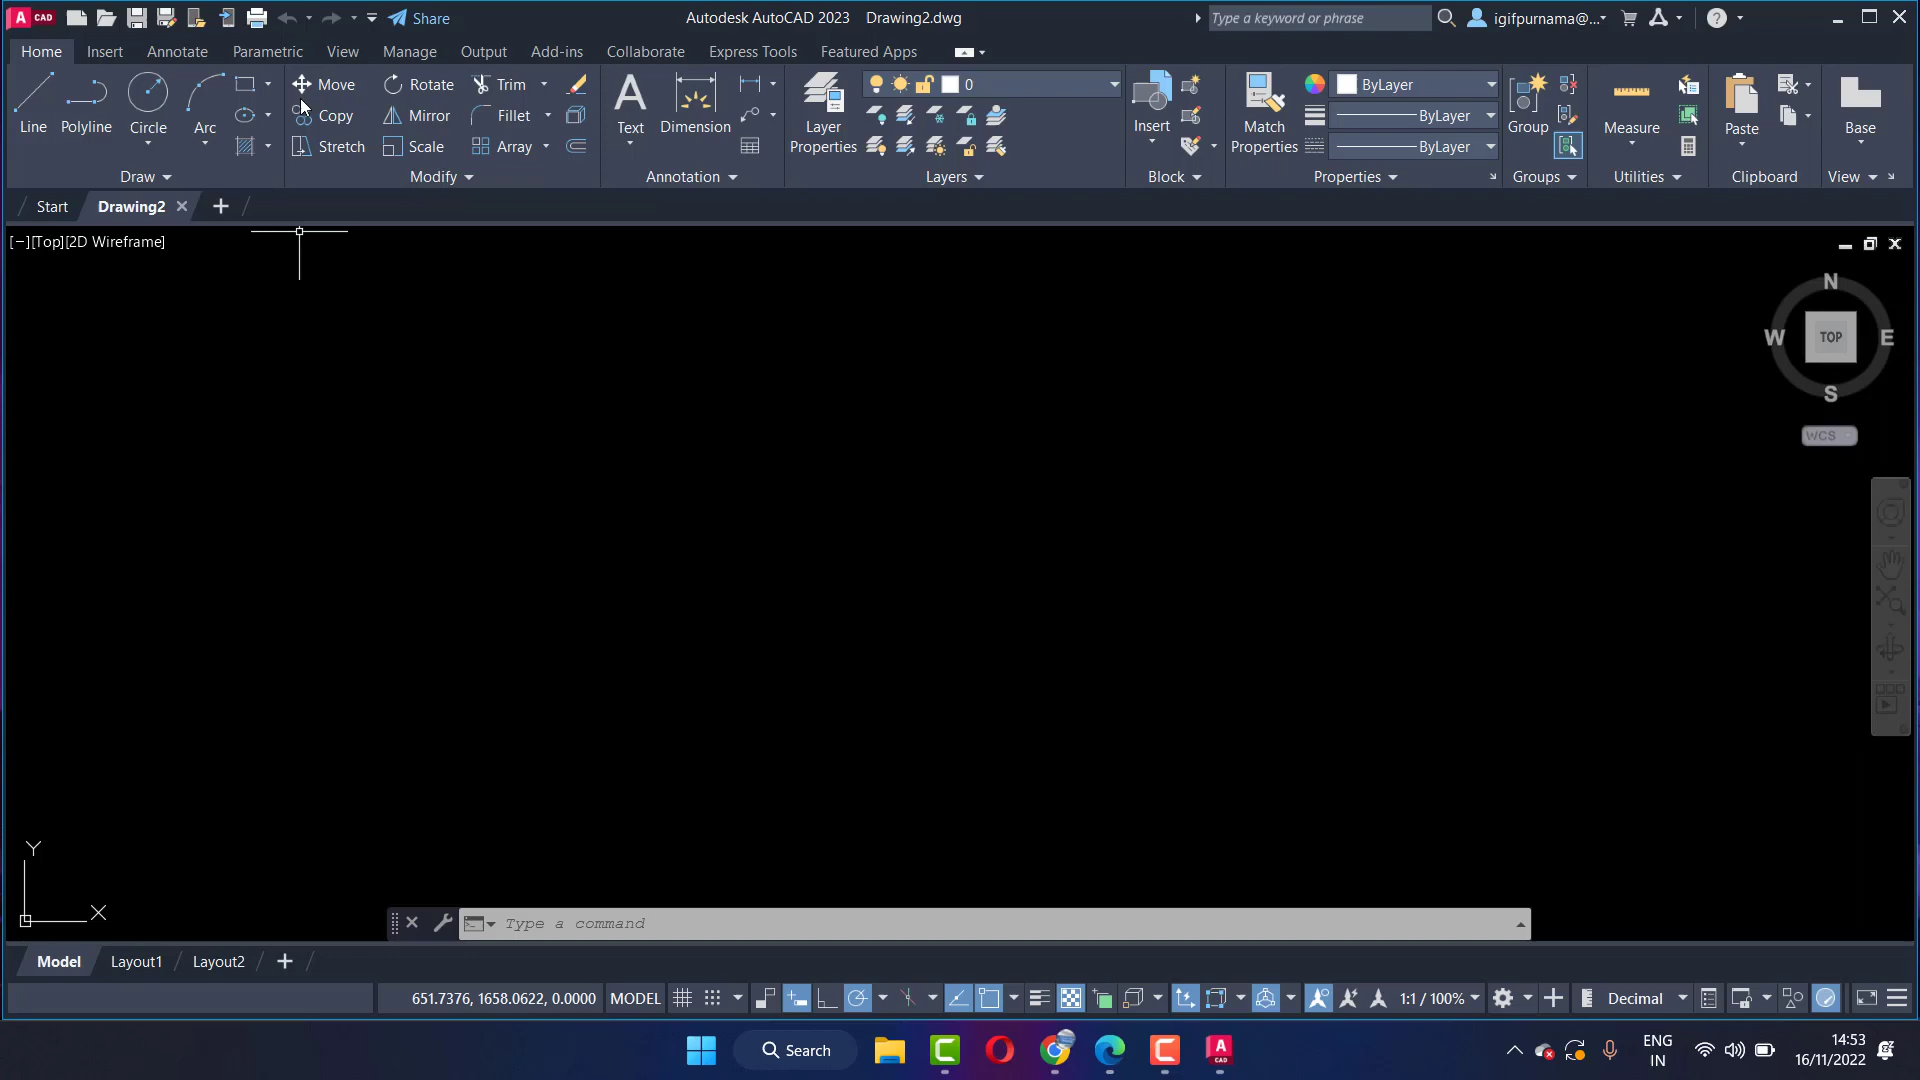 A CAD Share Autodesk AutoCAD 2023 Drawing2.dwg Type a keyword or phrase igifpurnama@...
Home Insert Annotate Parametric View Manage Output Add-ins Collaborate Express Tools Featured Apps
Move Rotate Trim 0 ByLayer
Line Polyline Circle Arc Copy Mirror Fillet Text Dimension Layer Properties Insert Match Properties ByLayer Group Measure Paste Base
Stretch Scale Array ByLayer
Draw Modify Annotation Layers Block Properties Groups Utilities Clipboard View
Start Drawing2
[−][Top][2D Wireframe]
N
W TOP E
S
WCS
Y
X
Type a command
Model Layout1 Layout2
651.7376, 1658.0622, 0.0000 MODEL 1:1 / 100% Decimal
Search A CAD ENG IN 14:53
16/11/2022